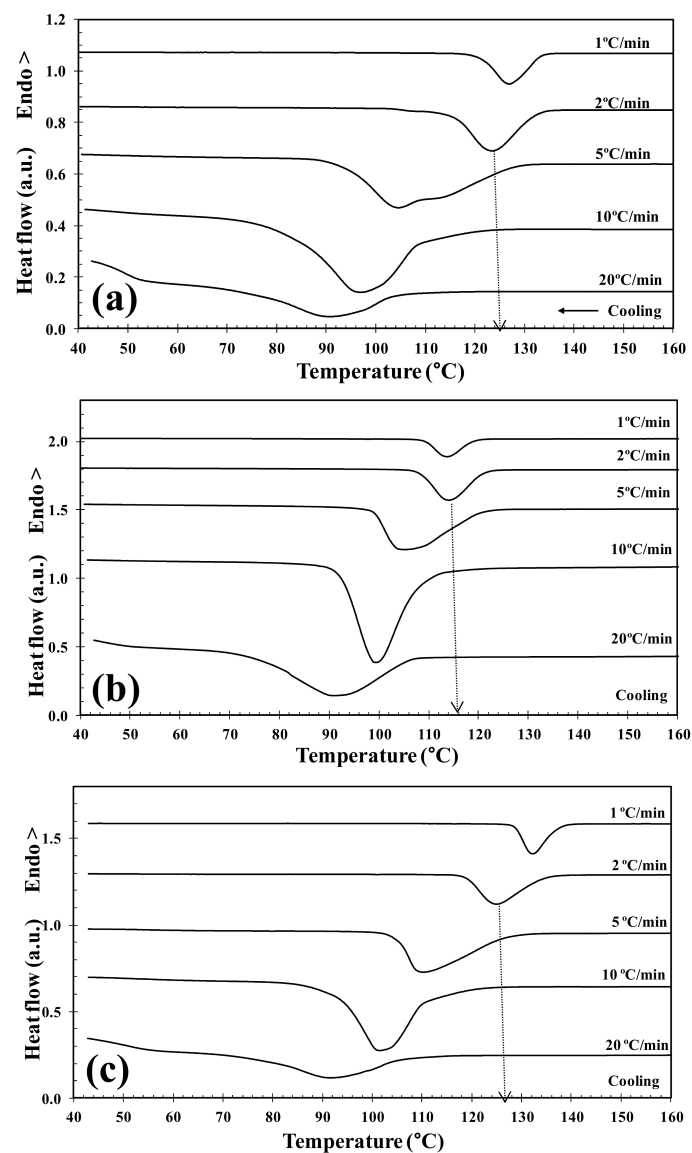 1.2
1.0
0.8
0.6
0.4
0.2
0.0
Heat flow (a.u.) Endo >
1ºC/min
2ºC/min
5ºC/min
10ºC/min
20ºC/min
(a)
Cooling
40 50 60 70 80 90 100 110 120 130 140 150 160
Temperature (°C)
2.0
1.5
1.0
0.5
0.0
Heat flow (a.u.) Endo >
1ºC/min
2ºC/min
5ºC/min
10ºC/min
20ºC/min
(b)
Cooling
40 50 60 70 80 90 100 110 120 130 140 150 160
Temperature (°C)
1.5
1.0
0.5
0.0
Heat flow (a.u.) Endo >
1 ºC/min
2 ºC/min
5 ºC/min
10 ºC/min
20 ºC/min
(c)
Cooling
40 50 60 70 80 90 100 110 120 130 140 150 160
Temperature (°C)